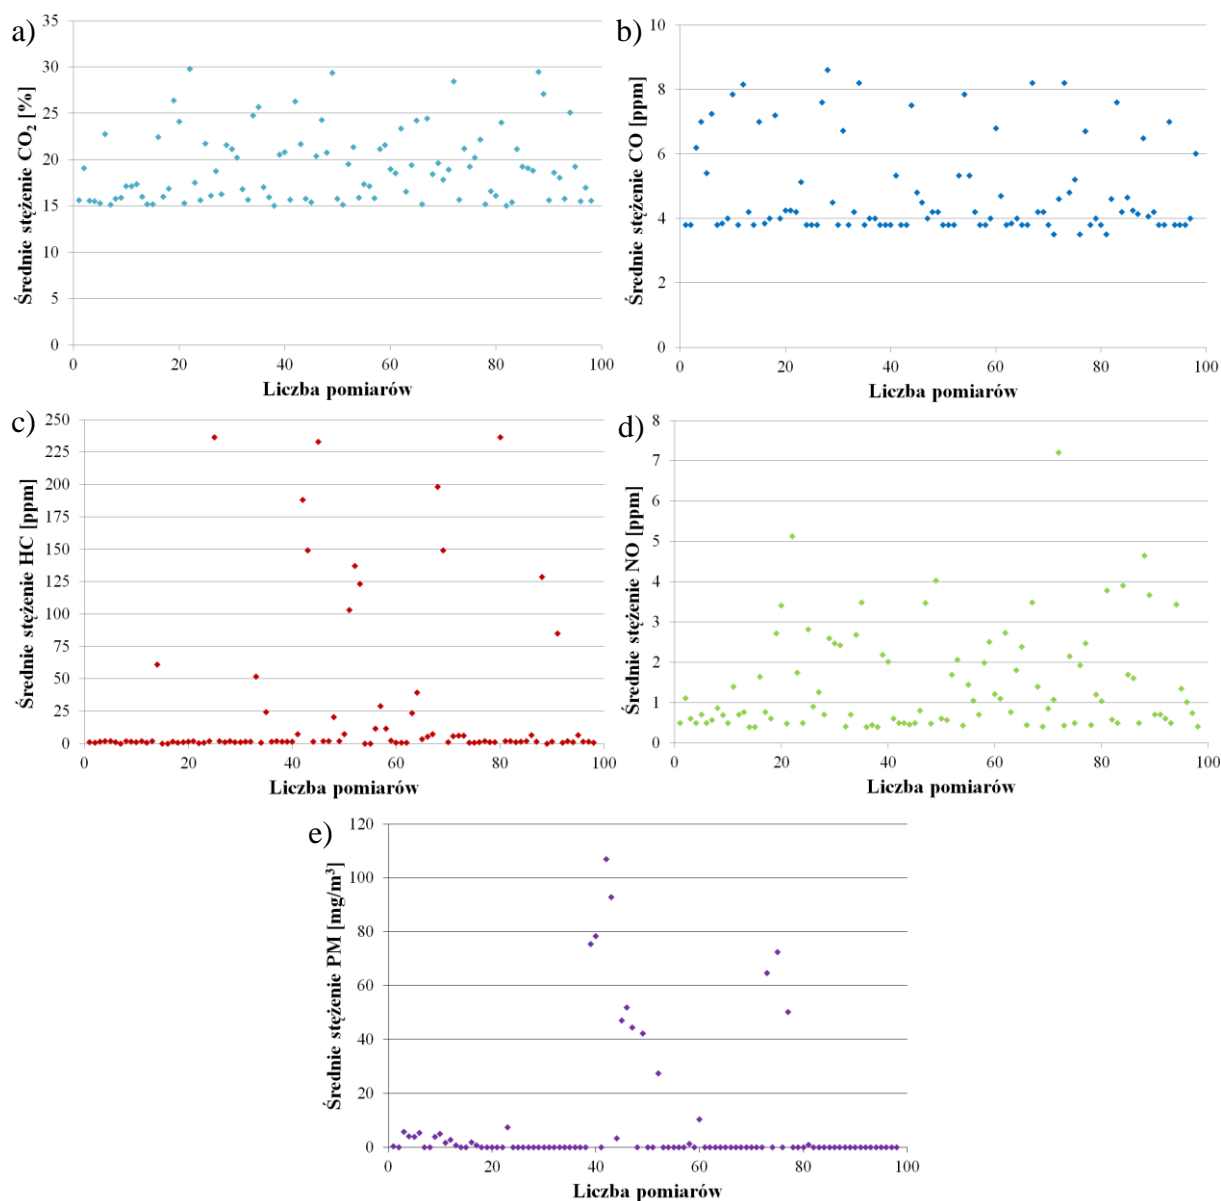 a)
Średnie stężenie CO₂ [%]
35
30
25
20
15
10
5
0
0 20 40 60 80 100
Liczba pomiarów
b)
Średnie stężenie CO [ppm]
10
8
6
4
2
0
0 20 40 60 80 100
Liczba pomiarów
c)
Średnie stężenie HC [ppm]
250
225
200
175
150
125
100
75
50
25
0
0 20 40 60 80 100
Liczba pomiarów
d)
Średnie stężenie NO [ppm]
8
7
6
5
4
3
2
1
0
0 20 40 60 80 100
Liczba pomiarów
e)
Średnie stężenie PM [mg/m³]
120
100
80
60
40
20
0
0 20 40 60 80 100
Liczba pomiarów